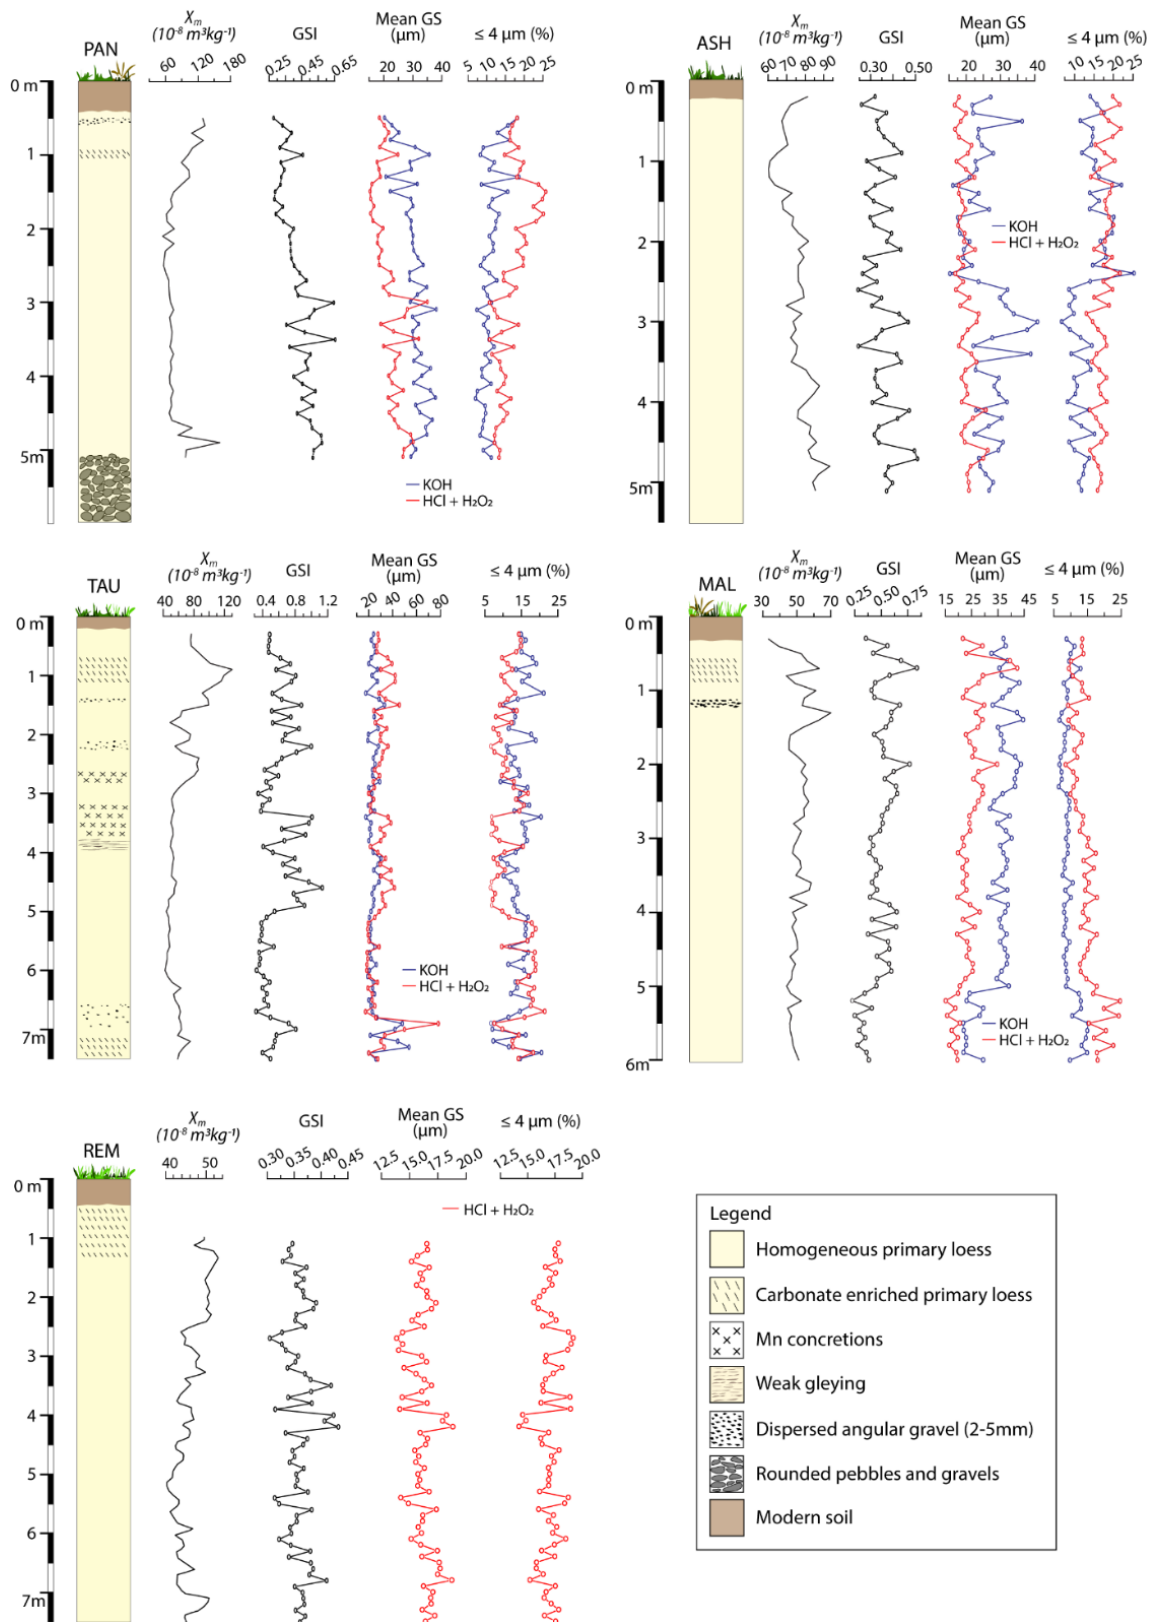 PAN
Xₘ
(10⁻⁸ m³kg⁻¹)
60 120 180
GSI
0.25 0.45 0.65
Mean GS
(µm)
20 30 40
≤ 4 µm (%)
5 10 15 20 25
0 m
1
2
3
4
5m
KOH
HCl + H₂O₂
ASH
Xₘ
(10⁻⁸ m³kg⁻¹)
60 70 80 90
GSI
0.30 0.50
Mean GS
(µm)
20 30 40
≤ 4 µm (%)
10 15 20 25
0 m
1
2
3
4
5m
KOH
HCl + H₂O₂
TAU
Xₘ
(10⁻⁸ m³kg⁻¹)
40 80 120
GSI
0.4 0.8 1.2
Mean GS
(µm)
20 40 60 80
≤ 4 µm (%)
5 15 25
0 m
1
2
3
4
5
6
7m
KOH
HCl + H₂O₂
MAL
Xₘ
(10⁻⁸ m³kg⁻¹)
30 50 70
GSI
0.25 0.50 0.75
Mean GS
(µm)
15 25 35 45
≤ 4 µm (%)
5 10 15 25
0 m
1
2
3
4
5
6m
KOH
HCl + H₂O₂
REM
Xₘ
(10⁻⁸ m³kg⁻¹)
40 50
GSI
0.30 0.35 0.40 0.45
Mean GS
(µm)
12.5 15.0 17.5 20.0
≤ 4 µm (%)
12.5 15.0 17.5 20.0
0 m
1
2
3
4
5
6
7m
HCl + H₂O₂
Legend
Homogeneous primary loess
Carbonate enriched primary loess
Mn concretions
Weak gleying
Dispersed angular gravel (2-5mm)
Rounded pebbles and gravels
Modern soil